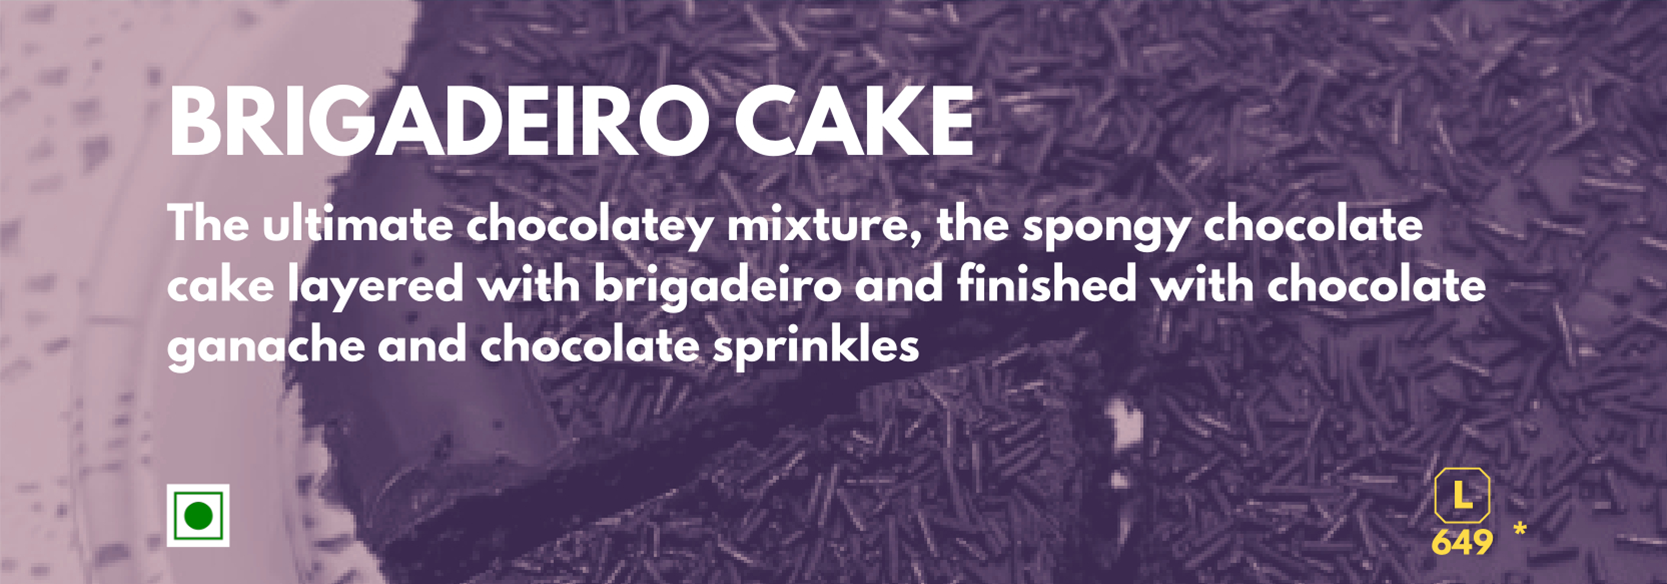 BRIGADEIRO CAKE
The ultimate chocolatey mixture, the spongy chocolate
cake layered with brigadeiro and finished with chocolate
ganache and chocolate sprinkles
L
649 *